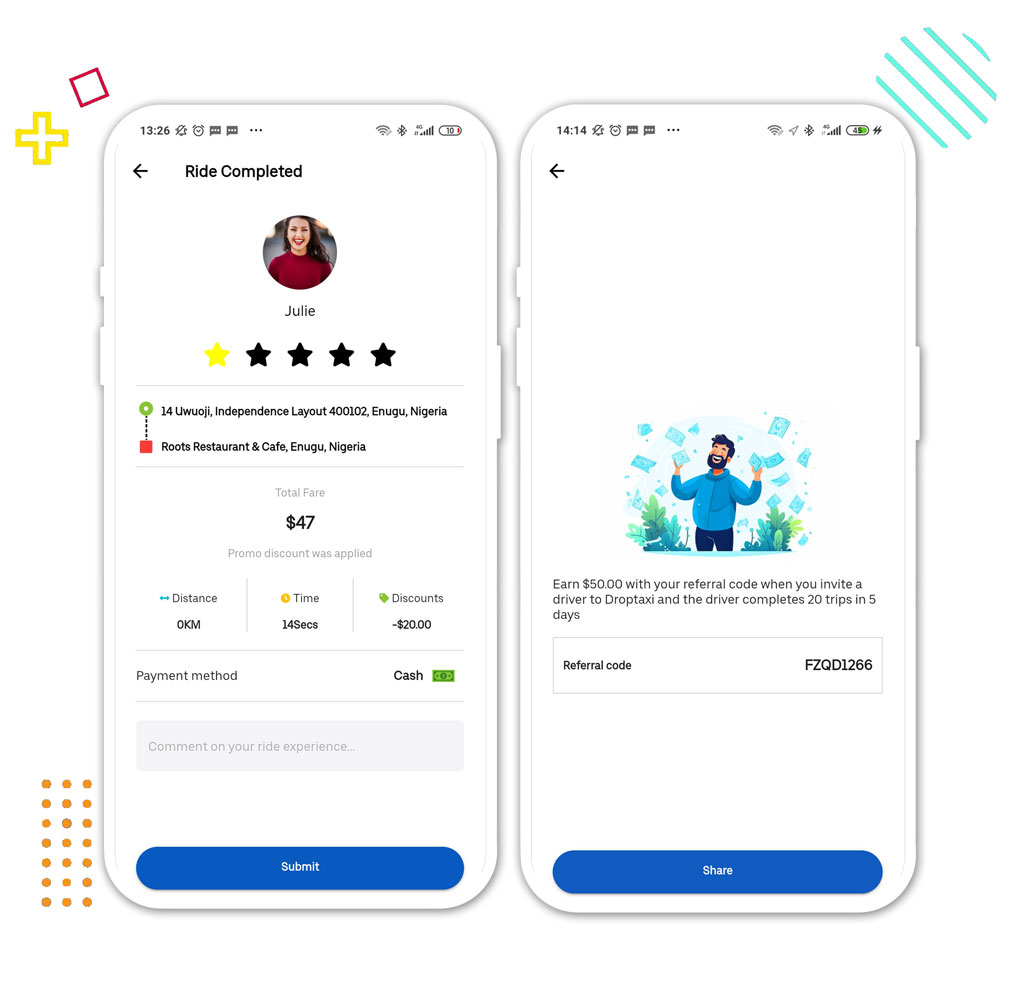 13:26
4G
10
Ride Completed
Julie
14 Uwuoji, Independence Layout 400102, Enugu, Nigeria
Roots Restaurant & Cafe, Enugu, Nigeria
Total Fare
$47
Promo discount was applied
Distance
Time
Discounts
0KM
14Secs
-$20.00
Payment method
Cash
Comment on your ride experience...
Submit
14:14
4G
45
Earn $50.00 with your referral code when you invite a
driver to Droptaxi and the driver completes 20 trips in 5
days
Referral code
FZQD1266
Share